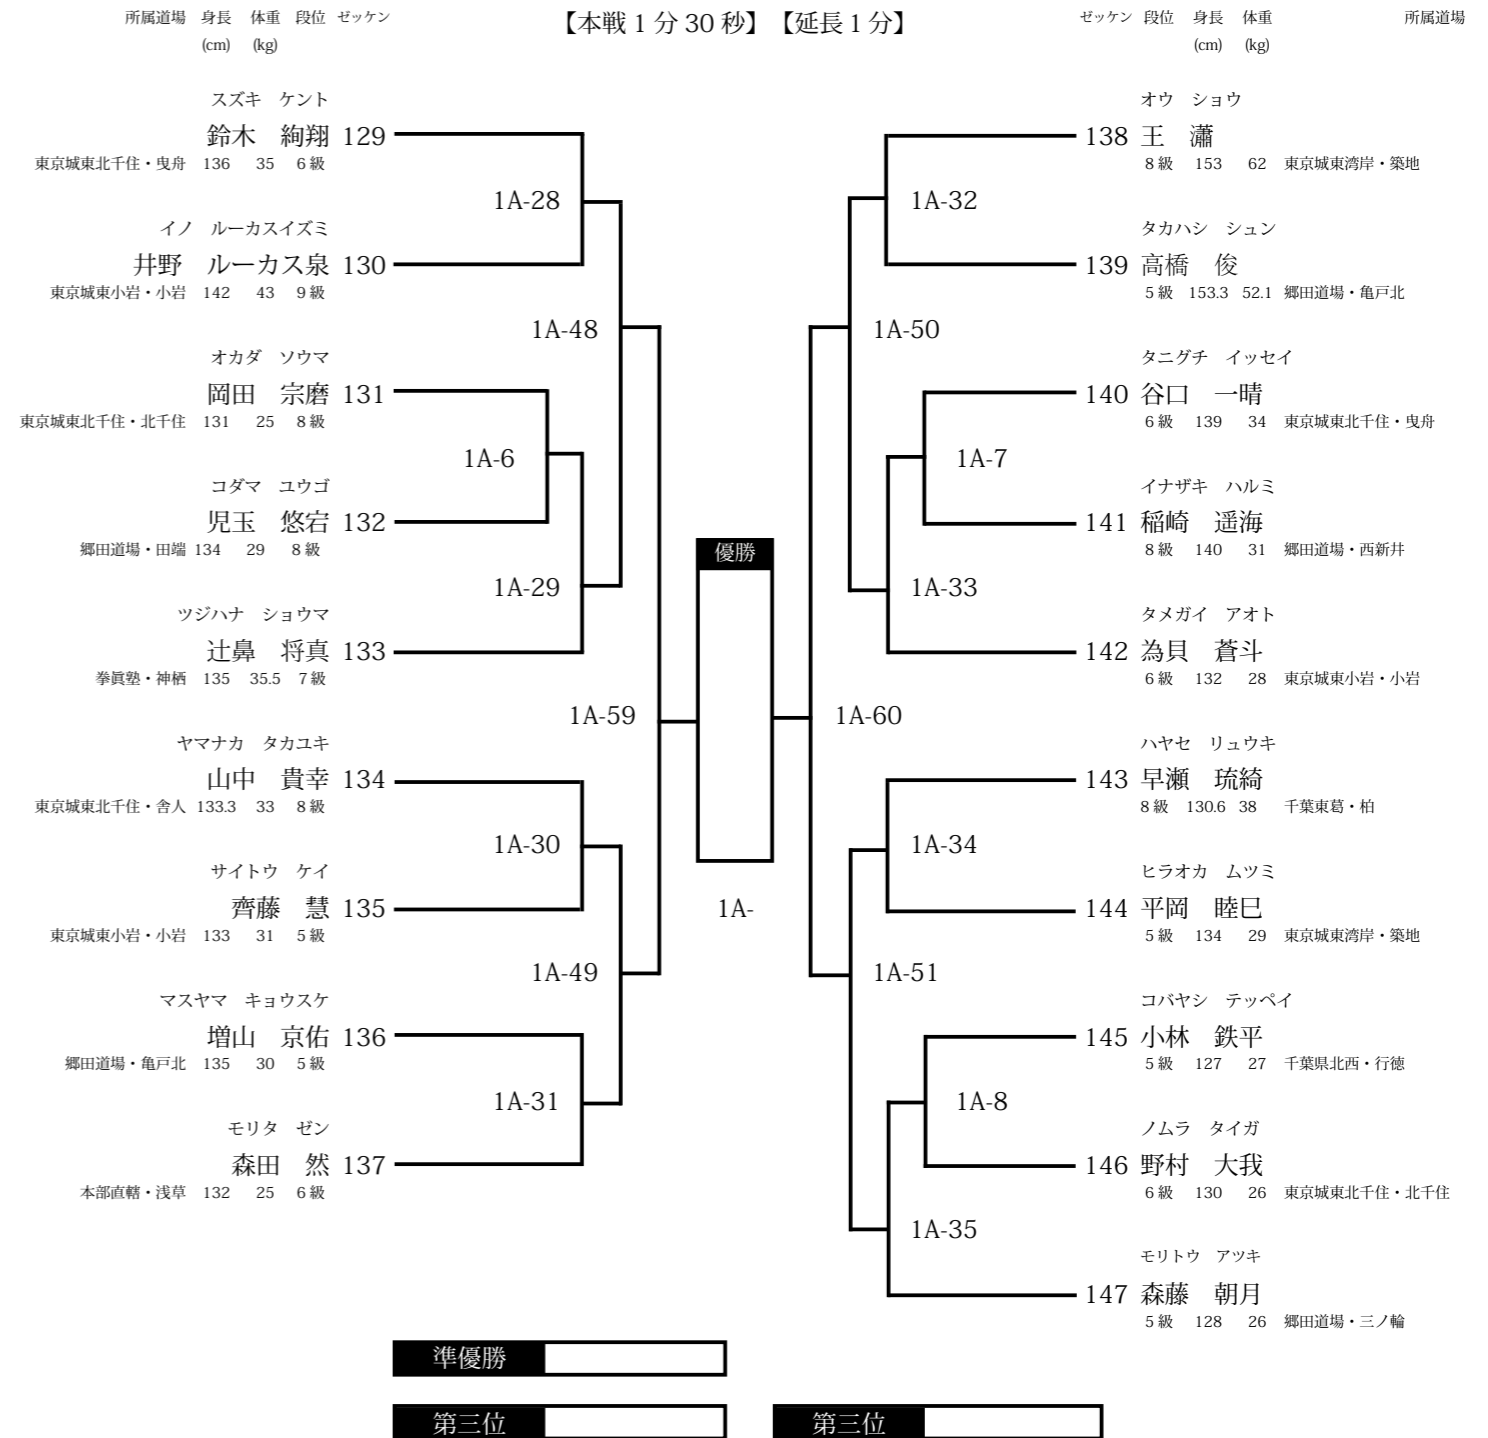 所属道場 身長 体重 段位 ゼッケン
(cm) (kg)
【本戦 1 分 30 秒】【延長 1 分】
ゼッケン 段位 身長 体重 所属道場
(cm) (kg)
スズキ ケント
鈴木 絢翔 129
東京城東北千住・曳舟 136 35 6 級
1A-28
イノ ルーカスイズミ
井野 ルーカス泉 130
東京城東小岩・小岩 142 43 9 級
1A-48
オカダ ソウマ
岡田 宗磨 131
東京城東北千住・北千住 131 25 8 級
1A-6
コダマ ユウゴ
児玉 悠宕 132
郷田道場・田端 134 29 8 級
1A-29
ツジハナ ショウマ
辻鼻 将真 133
拳眞塾・神栖 135 35.5 7 級
1A-59
ヤマナカ タカユキ
山中 貴幸 134
東京城東北千住・舎人 133.3 33 8 級
1A-30
サイトウ ケイ
齊藤 慧 135
東京城東小岩・小岩 133 31 5 級
1A-49
マスヤマ キョウスケ
増山 京佑 136
郷田道場・亀戸北 135 30 5 級
1A-31
モリタ ゼン
森田 然 137
本部直轄・浅草 132 25 6 級
優勝
1A-
オウ ショウ
138 王 瀟
8 級 153 62 東京城東湾岸・築地
1A-32
タカハシ シュン
139 高橋 俊
5 級 153.3 52.1 郷田道場・亀戸北
1A-50
タニグチ イッセイ
140 谷口 一晴
6 級 139 34 東京城東北千住・曳舟
1A-7
イナザキ ハルミ
141 稲崎 遥海
8 級 140 31 郷田道場・西新井
1A-33
タメガイ アオト
142 為貝 蒼斗
6 級 132 28 東京城東小岩・小岩
1A-60
ハヤセ リュウキ
143 早瀬 琉綺
8 級 130.6 38 千葉東葛・柏
1A-34
ヒラオカ ムツミ
144 平岡 睦巳
5 級 134 29 東京城東湾岸・築地
1A-51
コバヤシ テッペイ
145 小林 鉄平
5 級 127 27 千葉県北西・行徳
1A-8
ノムラ タイガ
146 野村 大我
6 級 130 26 東京城東北千住・北千住
1A-35
モリトウ アツキ
147 森藤 朝月
5 級 128 26 郷田道場・三ノ輪
準優勝
第三位
第三位